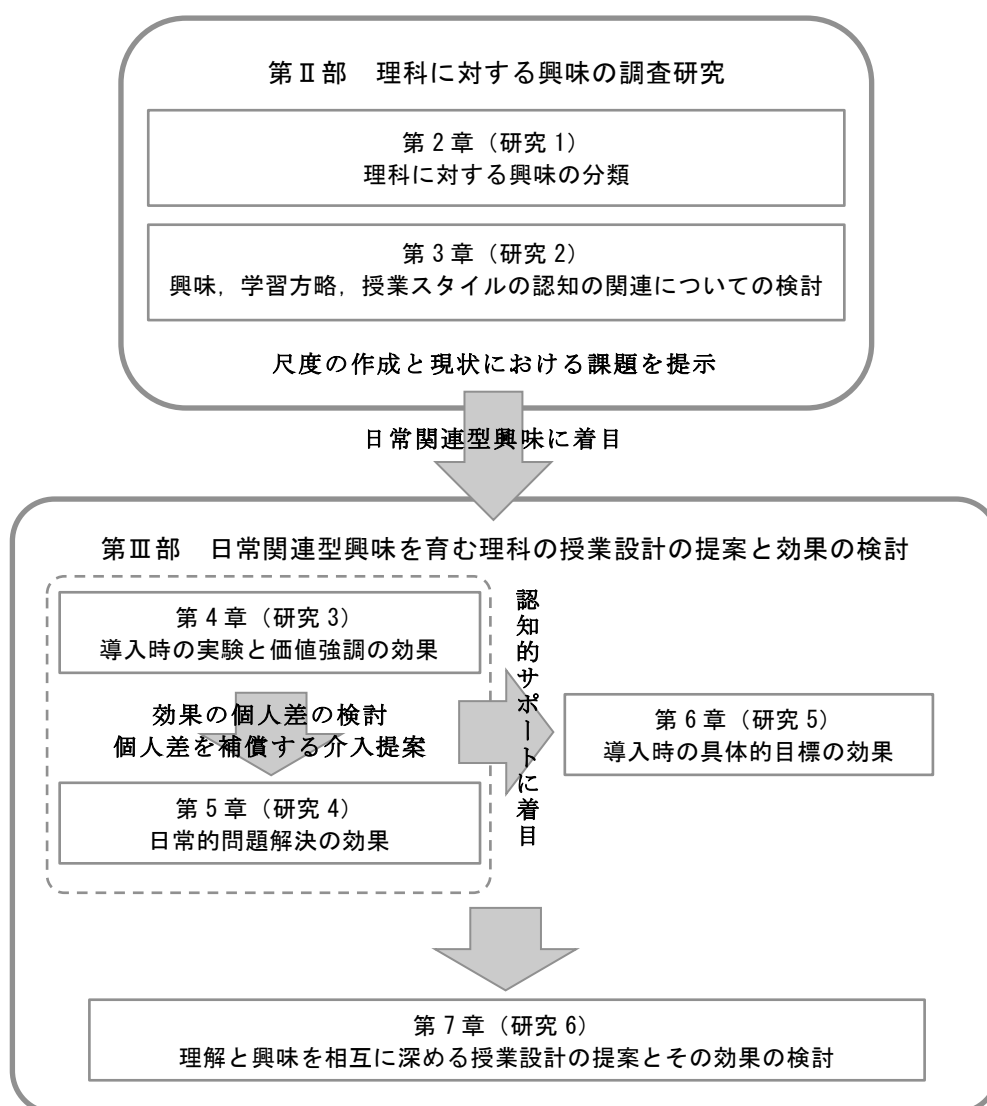 第Ⅱ部　理科に対する興味の調査研究
第２章（研究１）
理科に対する興味の分類
第３章（研究２）
興味，学習方略，授業スタイルの認知の関連についての検討
尺度の作成と現状における課題を提示
日常関連型興味に着目
第Ⅲ部　日常関連型興味を育む理科の授業設計の提案と効果の検討
第４章（研究３）
導入時の実験と価値強調の効果
効果の個人差の検討
個人差を補償する介入提案
第５章（研究４）
日常的問題解決の効果
認知的サポートに着目
第６章（研究５）
導入時の具体的目標の効果
第７章（研究６）
理解と興味を相互に深める授業設計の提案とその効果の検討